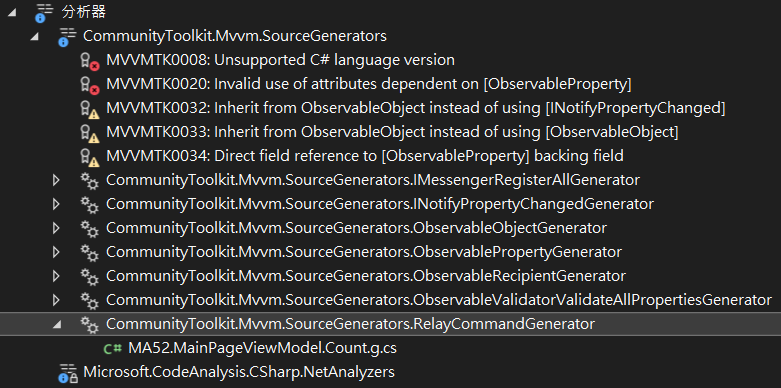 分析器
CommunityToolkit.Mvvm.SourceGenerators
MVVMTK0008: Unsupported C# language version
MVVMTK0020: Invalid use of attributes dependent on [ObservableProperty]
MVVMTK0032: Inherit from ObservableObject instead of using [INotifyPropertyChanged]
MVVMTK0033: Inherit from ObservableObject instead of using [ObservableObject]
MVVMTK0034: Direct field reference to [ObservableProperty] backing field
CommunityToolkit.Mvvm.SourceGenerators.IMessengerRegisterAllGenerator
CommunityToolkit.Mvvm.SourceGenerators.INotifyPropertyChangedGenerator
CommunityToolkit.Mvvm.SourceGenerators.ObservableObjectGenerator
CommunityToolkit.Mvvm.SourceGenerators.ObservablePropertyGenerator
CommunityToolkit.Mvvm.SourceGenerators.ObservableRecipientGenerator
CommunityToolkit.Mvvm.SourceGenerators.ObservableValidatorValidateAllPropertiesGenerator
CommunityToolkit.Mvvm.SourceGenerators.RelayCommandGenerator
C# MA52.MainPageViewModel.Count.g.cs
Microsoft.CodeAnalysis.CSharp.NetAnalyzers